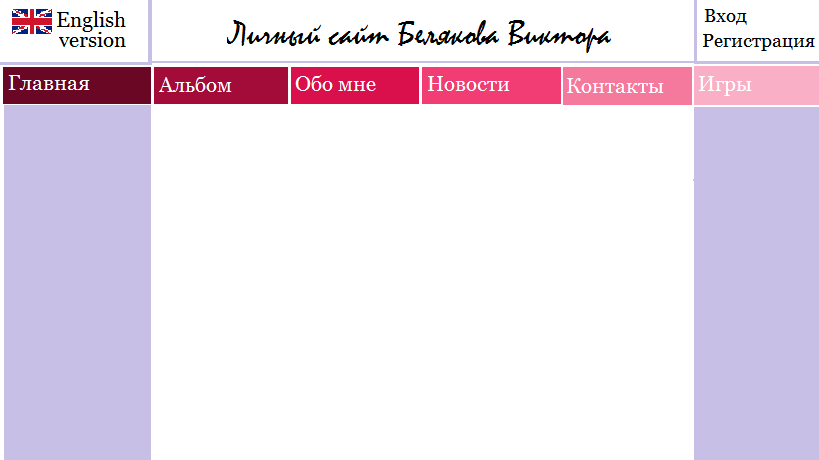 English
version
Личный сайт Белякова Виктора
Вход
Регистрация
Главная
Альбом
Обо мне
Новости
Контакты
Игры